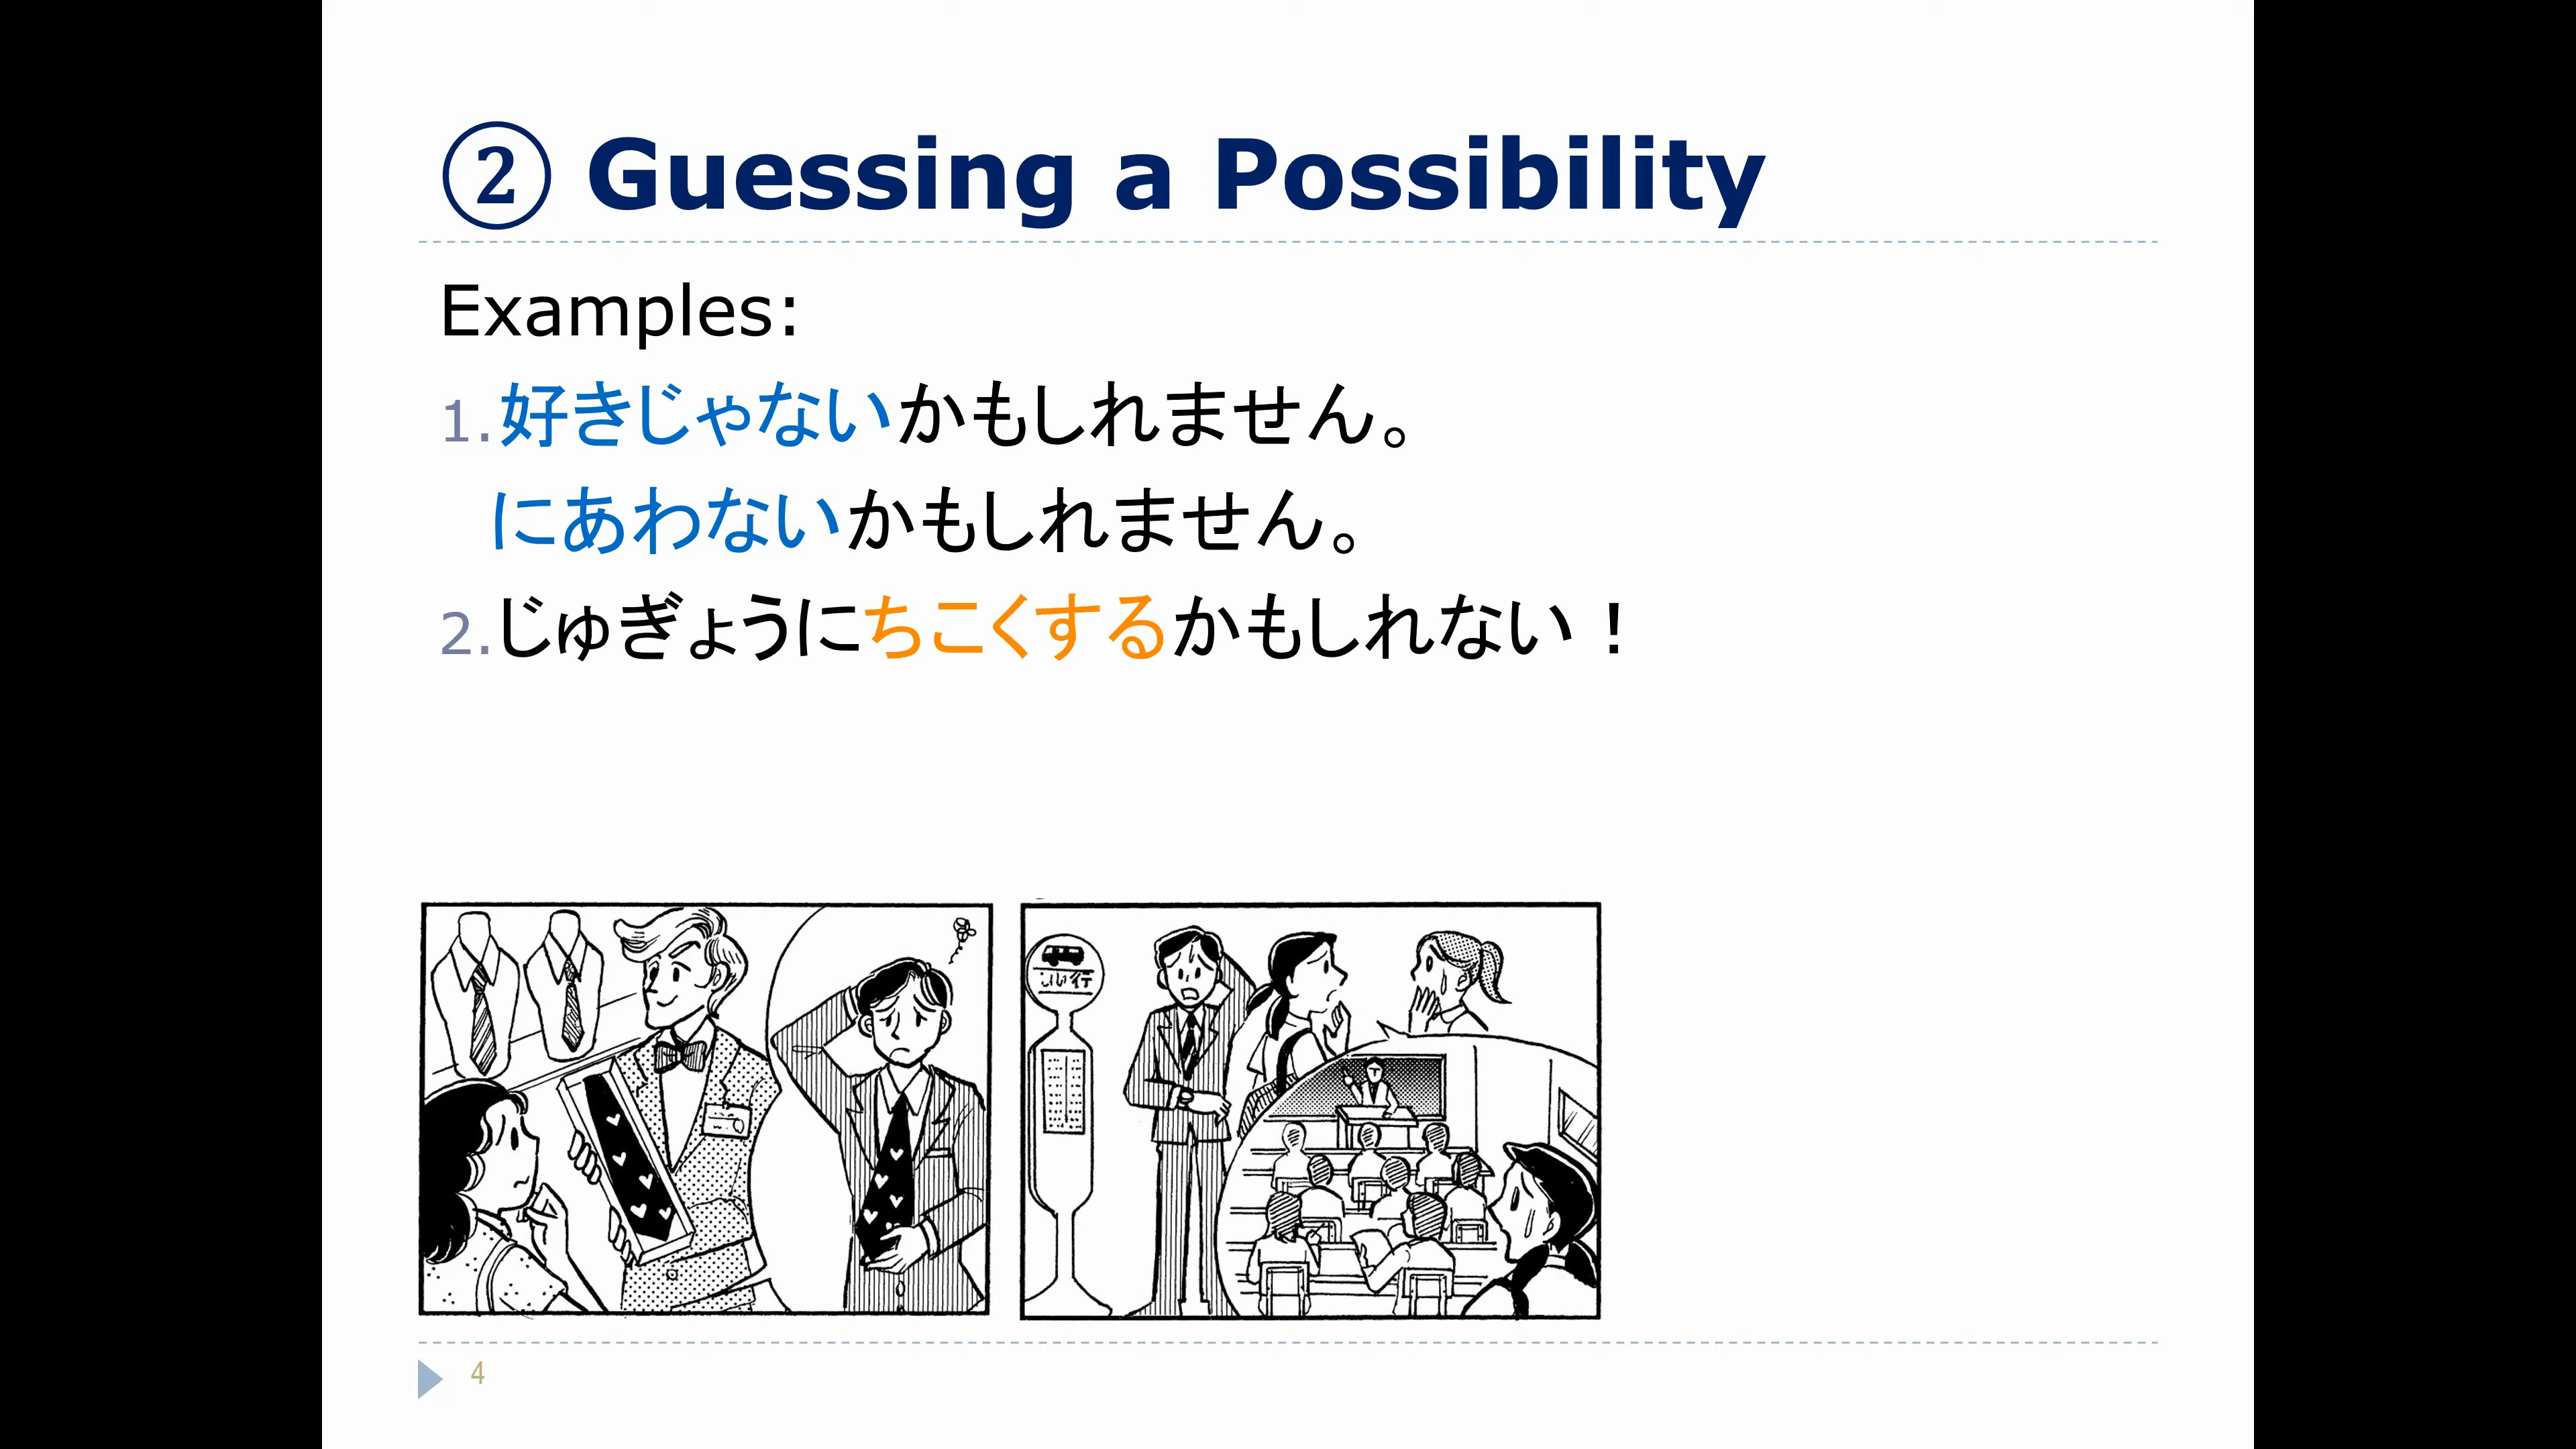 ② Guessing a Possibility
Examples:
1.好きじゃないかもしれません。
にあわないかもしれません。
2.じゅぎょうにちこくするかもしれない！
4